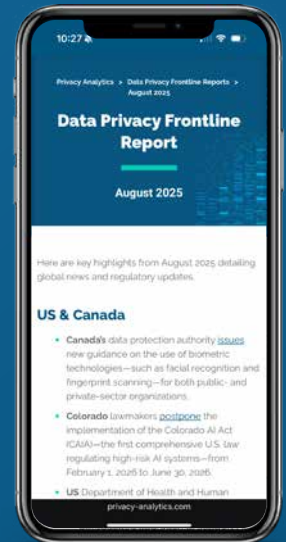 10:27
Privacy Analytics > Data Privacy Frontline Reports >
August 2025
Data Privacy Frontline
Report
August 2025
Here are key highlights from August 2025 detailing
global news and regulatory updates.
US & Canada
• Canada's data protection authority issues
new guidance on the use of biometric
technologies—such as facial recognition and
fingerprint scanning—for both public- and
private-sector organizations.
• Colorado lawmakers postpone the
implementation of the Colorado AI Act
(CAIA)—the first comprehensive U.S. law
regulating high-risk AI systems—from
February 1, 2026 to June 30, 2026.
• US Department of Health and Human
privacy-analytics.com